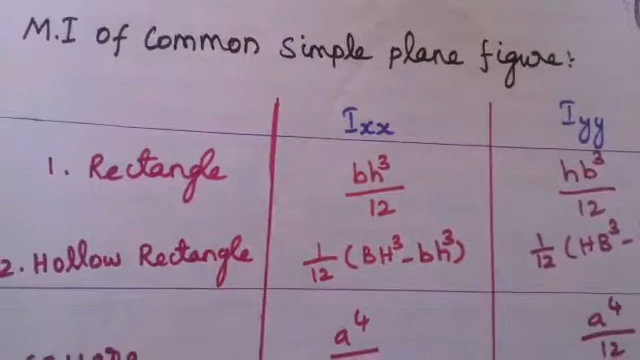 M.I of Common Simple plane figure:
Ixx Iyy
1. Rectangle bh³/12 hb³/12
2. Hollow Rectangle 1/12 (BH³-bh³) 1/12 (HB³-
a⁴ a⁴/12